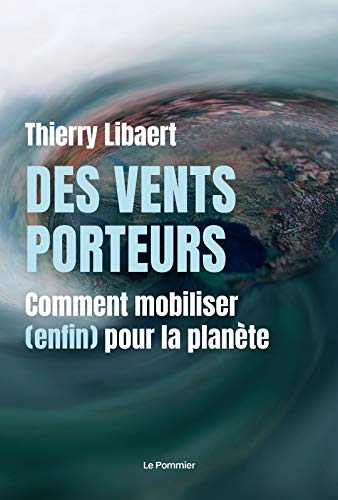 Thierry Libaert
DES VENTS
PORTEURS
Comment mobiliser
(enfin) pour la planète
Le Pommier